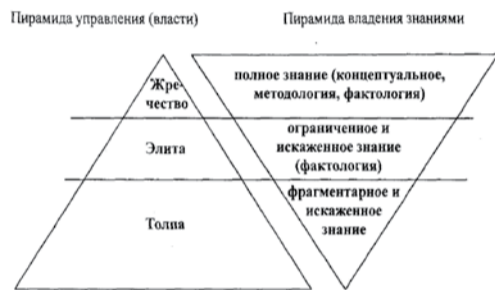 Пирамида управления (власти)
Пирамида владения знаниями
Жре-
чество
Элита
Толпа
полное знание (концептуальное,
методология, фактология)
ограниченное и
искаженное знание
(фактология)
фрагментарное и
искаженное
знание